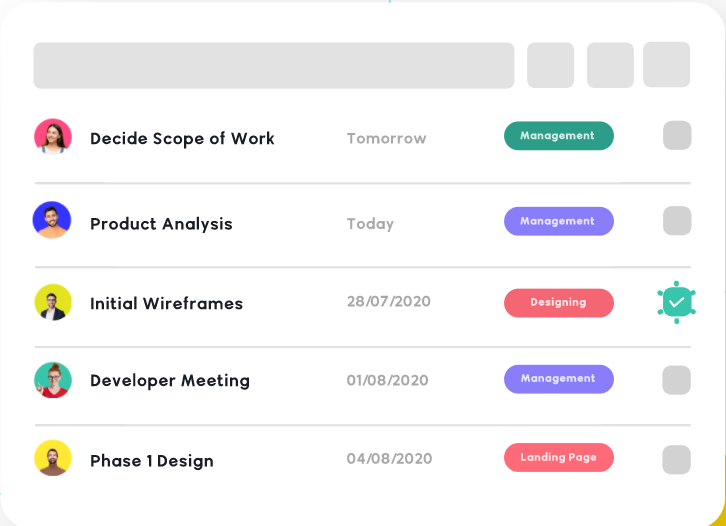 Decide Scope of Work Tomorrow Management
Product Analysis Today Management
Initial Wireframes 28/07/2020 Designing
Developer Meeting 01/08/2020 Management
Phase 1 Design 04/08/2020 Landing Page